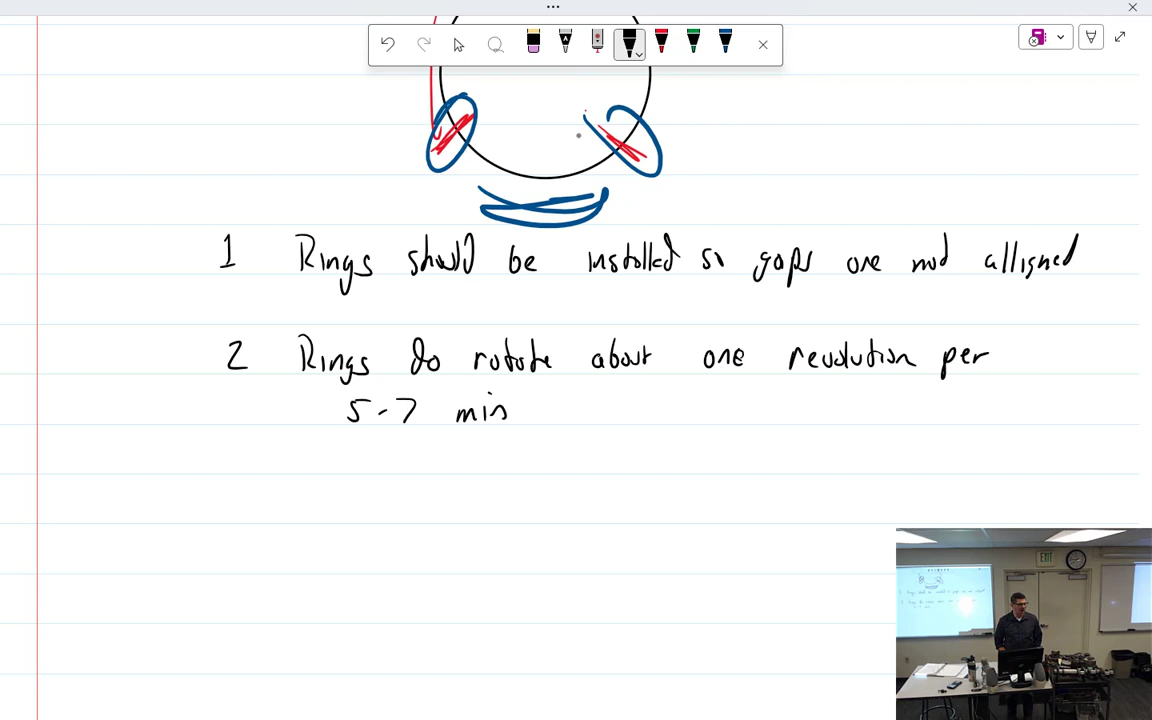 1 Rings should be installed so gaps are not alligned
2 Rings do rotate about one revolution per
5-7 min
EXIT